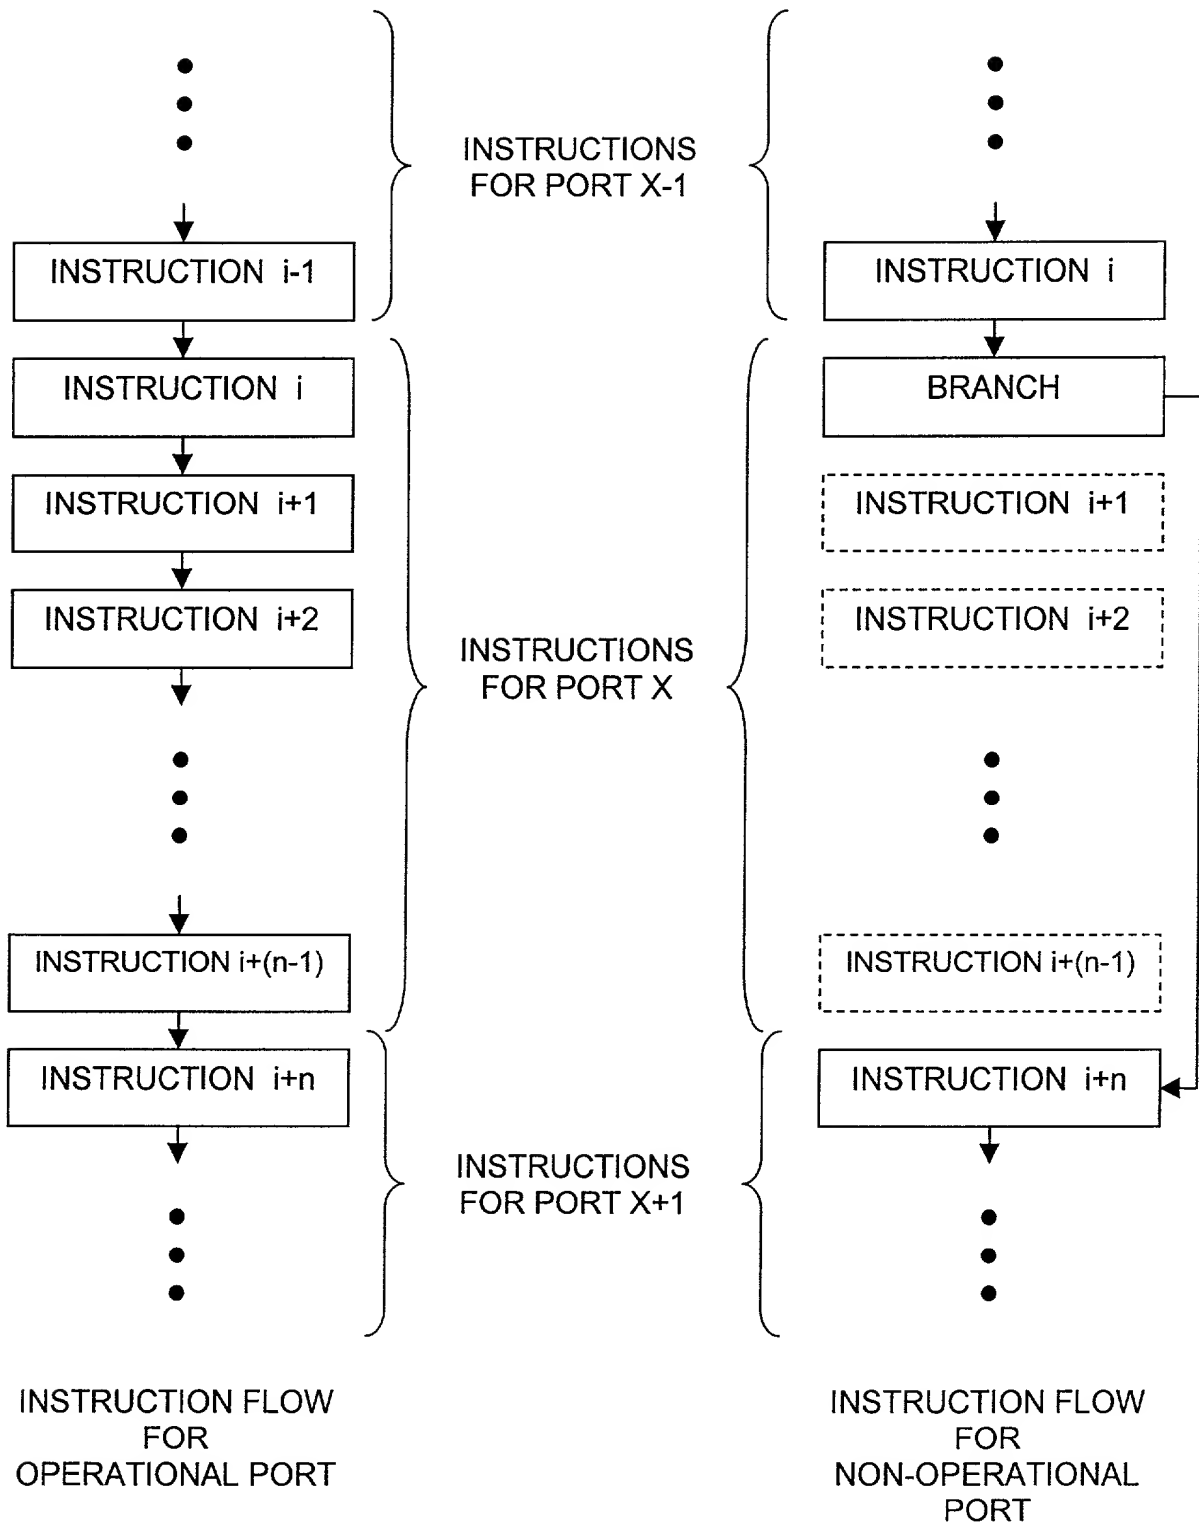 INSTRUCTIONS
FOR PORT X-1
INSTRUCTION i-1
INSTRUCTION i
INSTRUCTION i
BRANCH
INSTRUCTION i+1
INSTRUCTION i+1
INSTRUCTION i+2
INSTRUCTION i+2
INSTRUCTIONS
FOR PORT X
INSTRUCTION i+(n-1)
INSTRUCTION i+(n-1)
INSTRUCTION i+n
INSTRUCTION i+n
INSTRUCTIONS
FOR PORT X+1
INSTRUCTION FLOW
FOR
OPERATIONAL PORT
INSTRUCTION FLOW
FOR
NON-OPERATIONAL
PORT